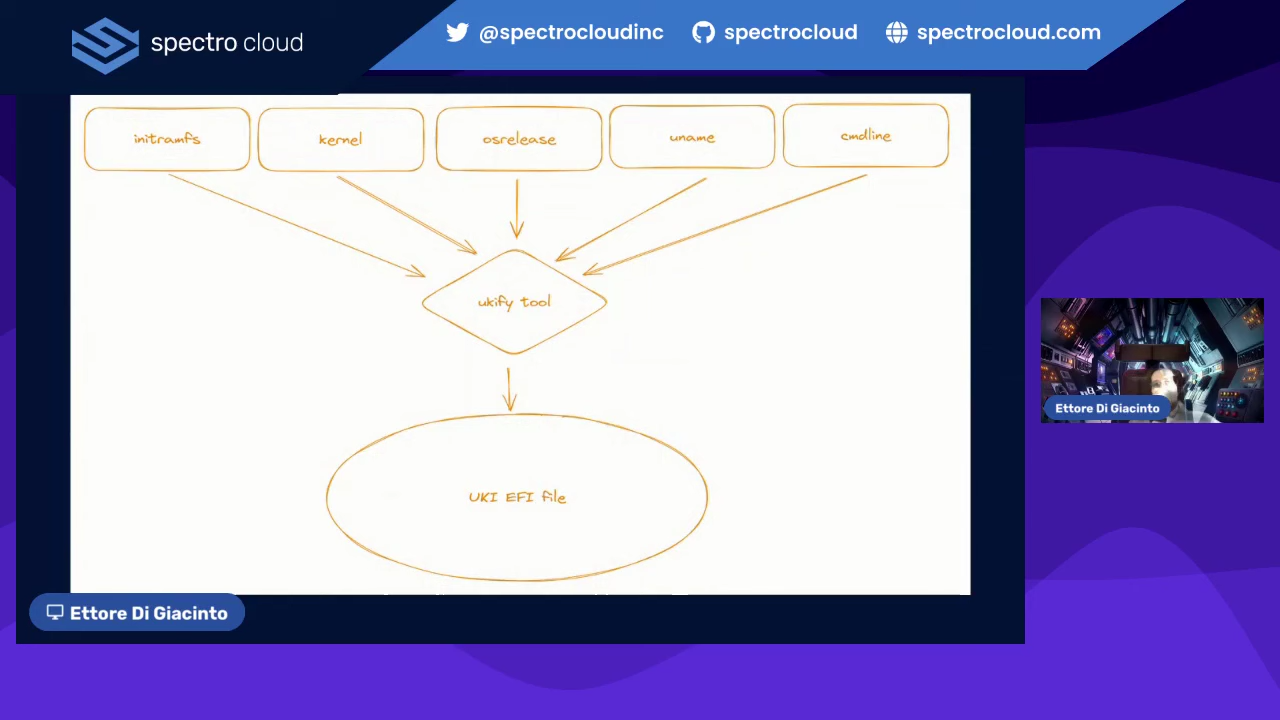 spectro cloud
@spectrocloudinc
spectrocloud
spectrocloud.com
initramfs
kernel
osrelease
uname
cmdline
ukify tool
UKI EFI file
Ettore Di Giacinto
Ettore Di Giacinto